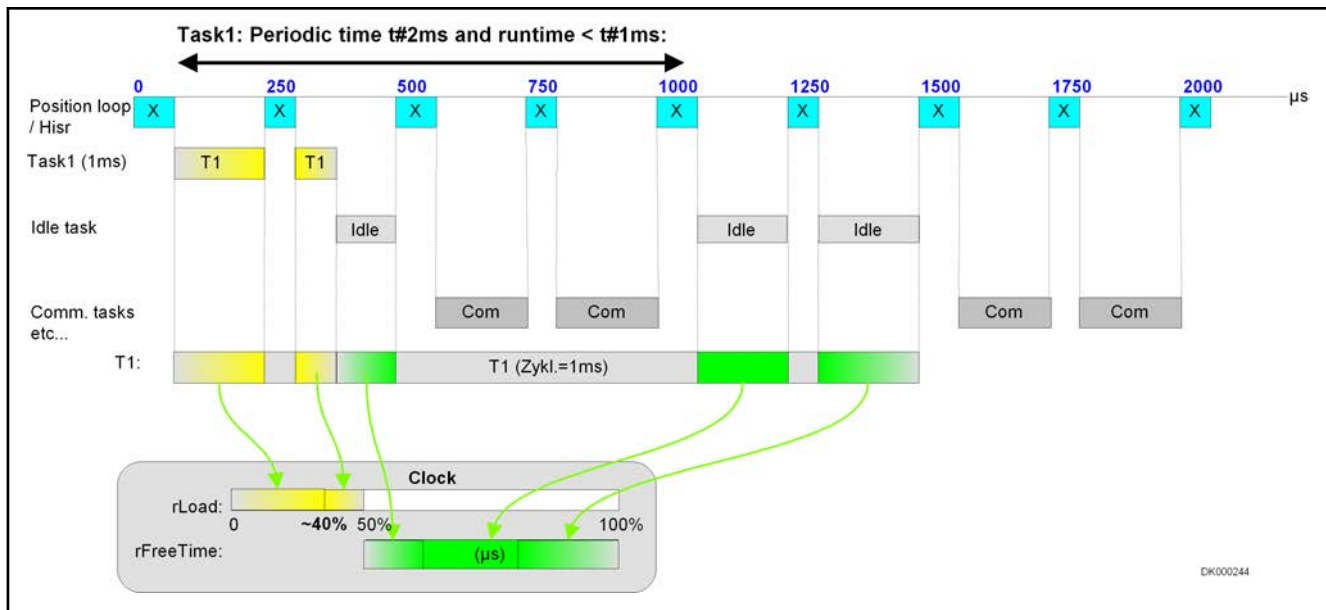 Task1: Periodic time t#2ms and runtime < t#1ms:
0 250 500 750 1000 1250 1500 1750 2000
µs
Position loop
/ Hisr
X X X X X X X X X
Task1 (1ms)
T1 T1
Idle task
Idle Idle Idle
Comm. tasks
etc...
Com Com Com Com
T1:
T1 (Zykl.=1ms)
Clock
rLoad:
0 ~40% 50% 100%
rFreeTime:
(µs)
DK000244